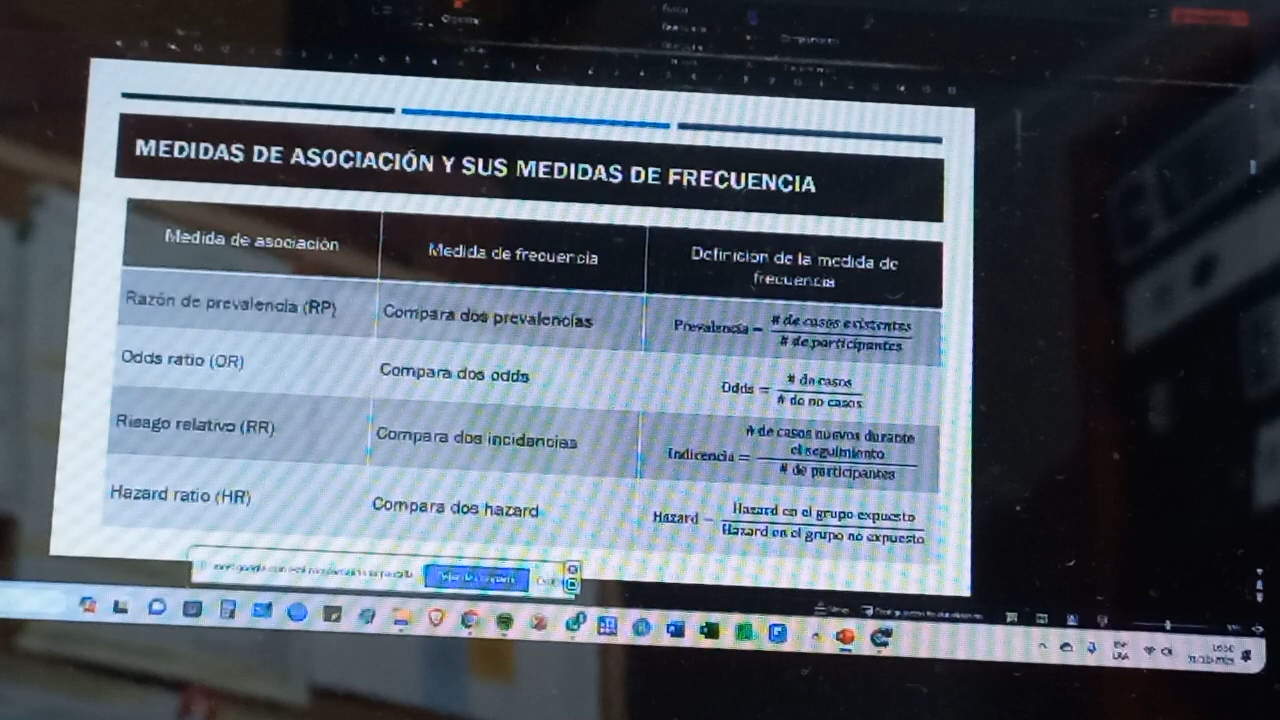 MEDIDAS DE ASOCIACIÓN Y SUS MEDIDAS DE FRECUENCIA
Medida de asociación
Medida de frecuencia
Definición de la medida de
frecuencia
Razón de prevalencia (RP)
Compara dos prevalencias
Prevalencia = # de casos existentes
# de participantes
Odds ratio (OR)
Compara dos odds
Odds = # de casos
# de no casos
Riesgo relativo (RR)
Compara dos incidencias
# de casos nuevos durante
el seguimiento
Indicencia =
# de participantes
Hazard ratio (HR)
Compara dos hazard
Hazard = Hazard en el grupo expuesto
Hazard en el grupo no expuesto